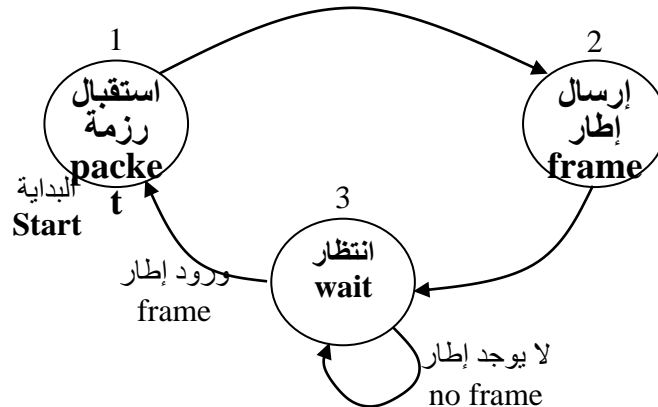 1
استقبال
رزمة
packe
t
البداية
Start
2
إرسال
إطار
frame
3
انتظار
wait
ورود إطار
frame
لا يوجد إطار
no frame